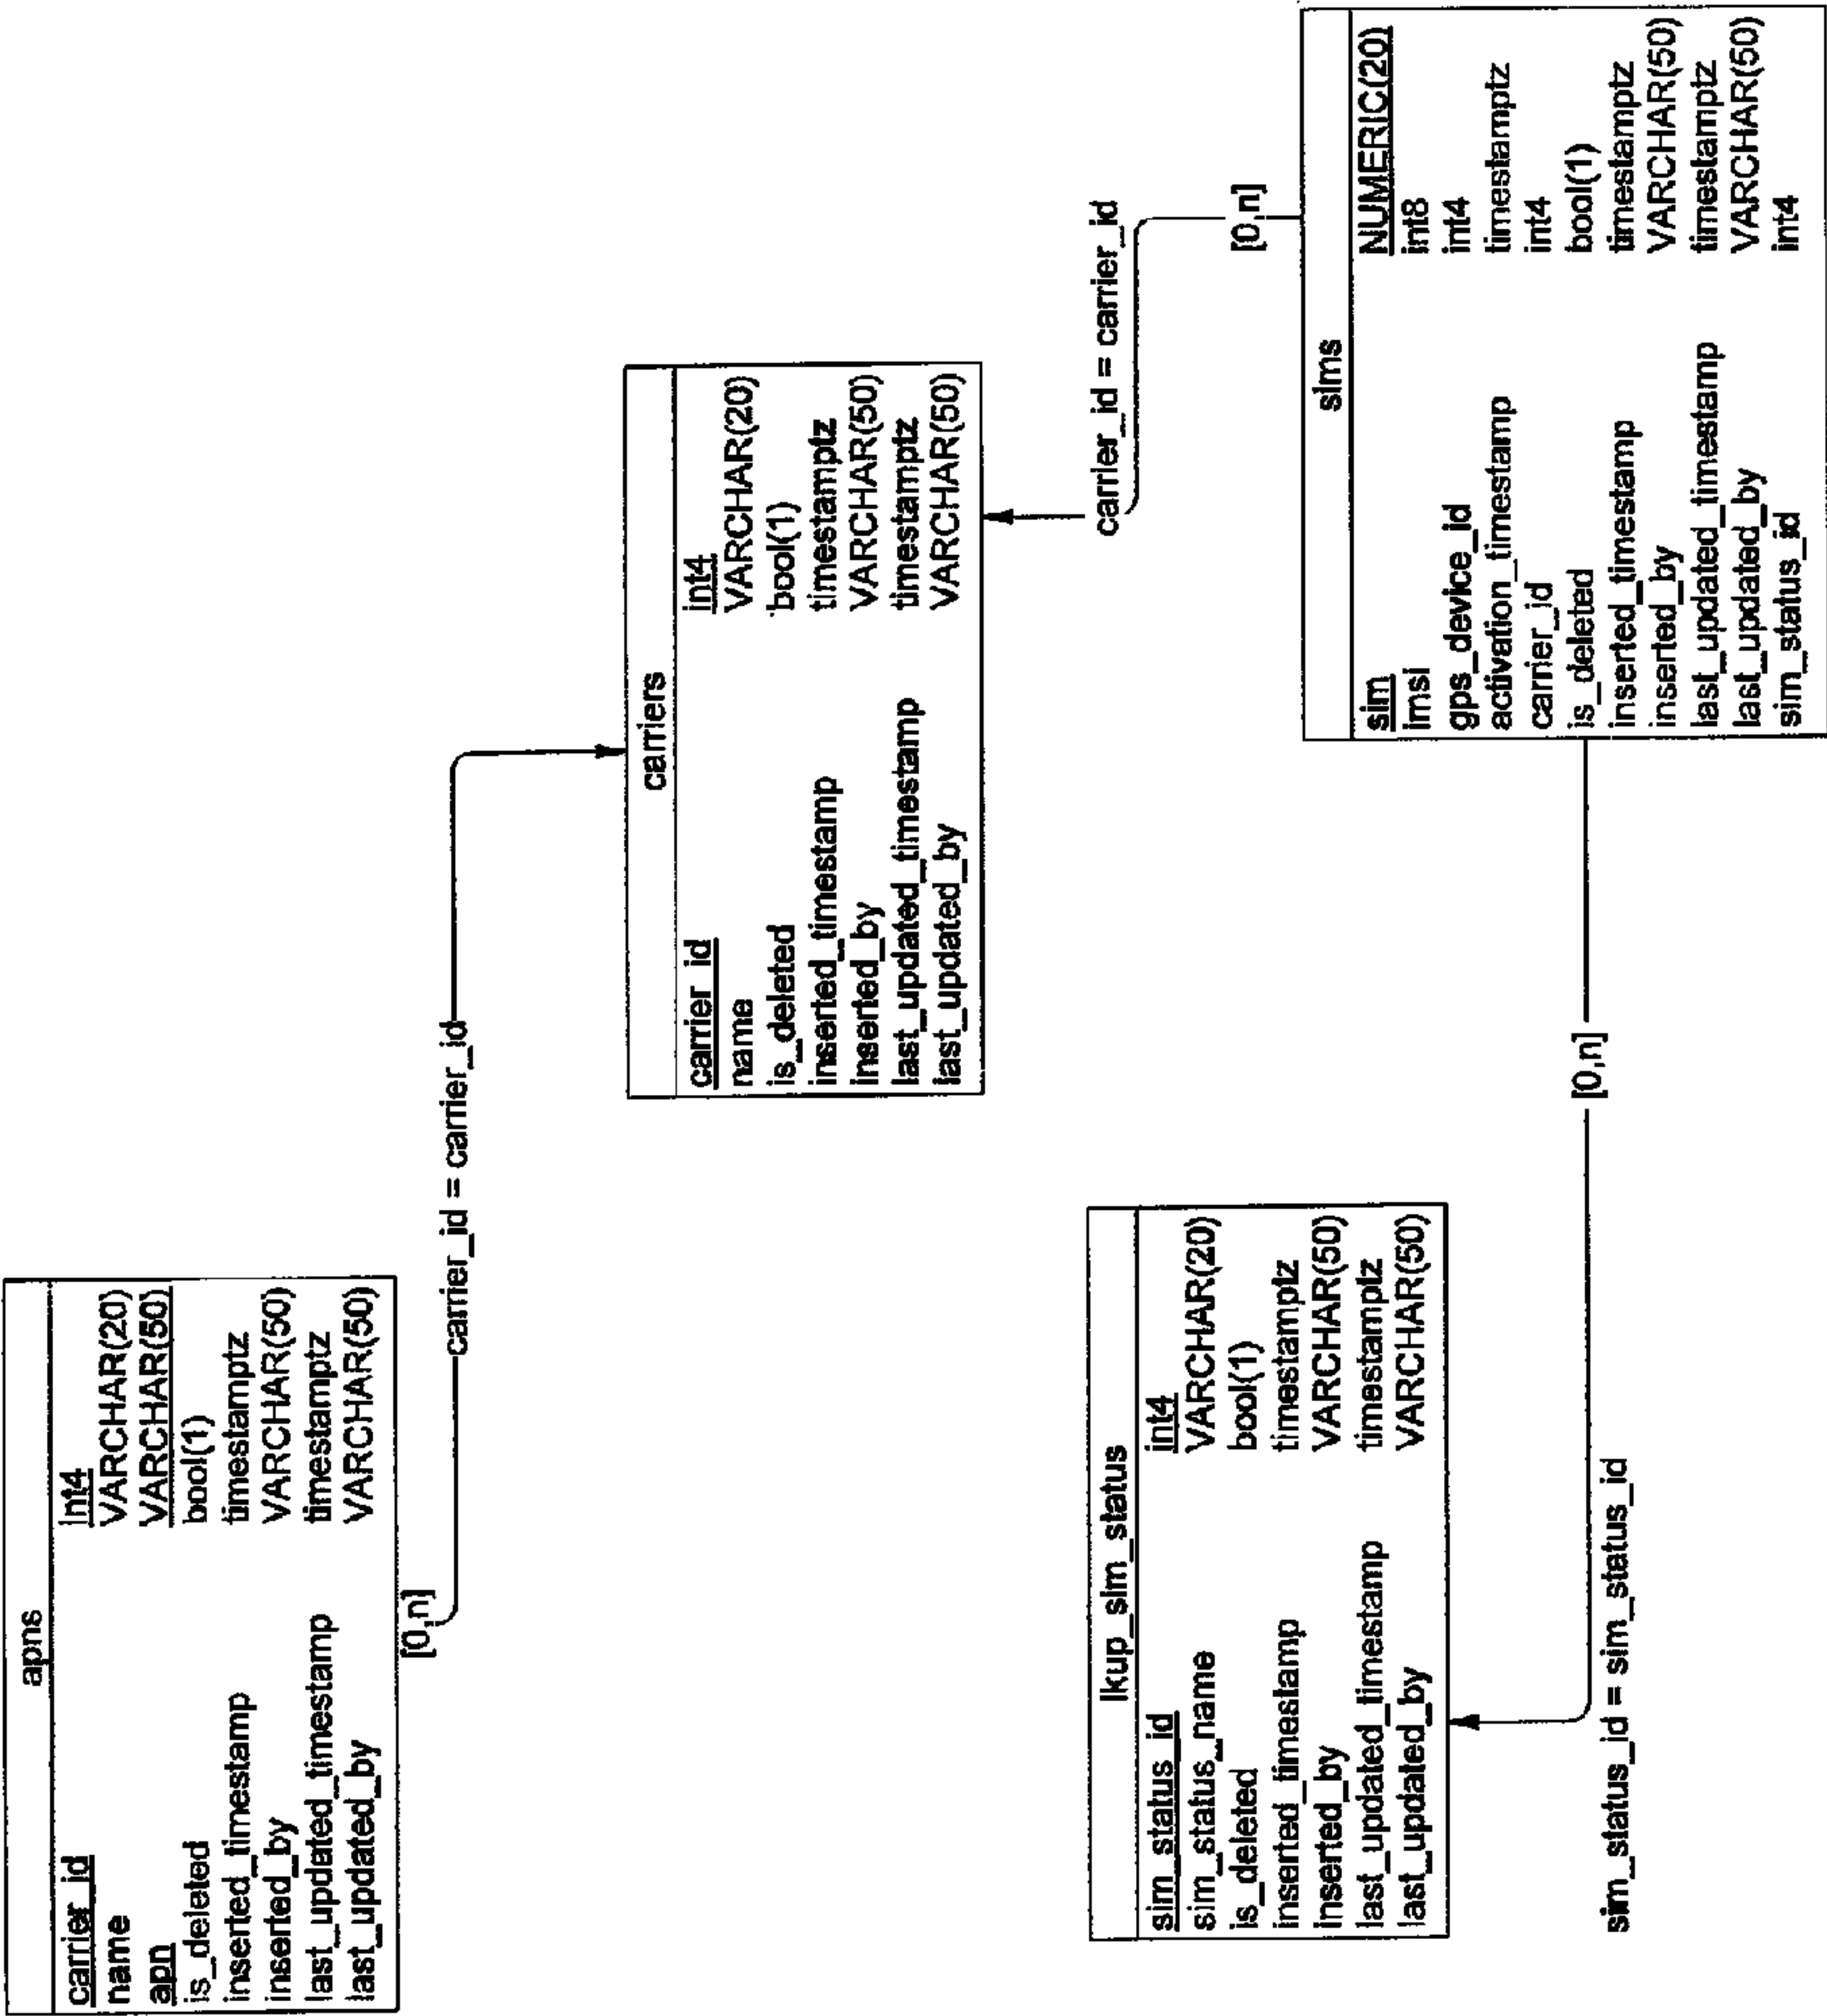 apns
carrier_id int4
name VARCHAR(20)
apn VARCHAR(50)
is_deleted bool(1)
inserted_timestamp timestamptz
inserted_by VARCHAR(50)
last_updated_timestamp timestamptz
last_updated_by VARCHAR(50)
[0,n]
carrier_id = carrier_id
carriers
carrier_id int4
name VARCHAR(20)
is_deleted bool(1)
inserted_timestamp timestamptz
inserted_by VARCHAR(50)
last_updated_timestamp timestamptz
last_updated_by VARCHAR(50)
carrier_id = carrier_id
[0,n]
lkup_sim_status
sim_status_id int4
sim_status_name VARCHAR(20)
is_deleted bool(1)
inserted_timestamp timestamptz
inserted_by VARCHAR(50)
last_updated_timestamp timestamptz
last_updated_by VARCHAR(50)
sims
sim NUMERIC(20)
imsi int8
gps_device_id int4
activation_timestamp timestamptz
carrier_id int4
is_deleted bool(1)
inserted_timestamp timestamptz
inserted_by VARCHAR(50)
last_updated_timestamp timestamptz
last_updated_by VARCHAR(50)
sim_status_id int4
[0,n]
sim_status_id = sim_status_id